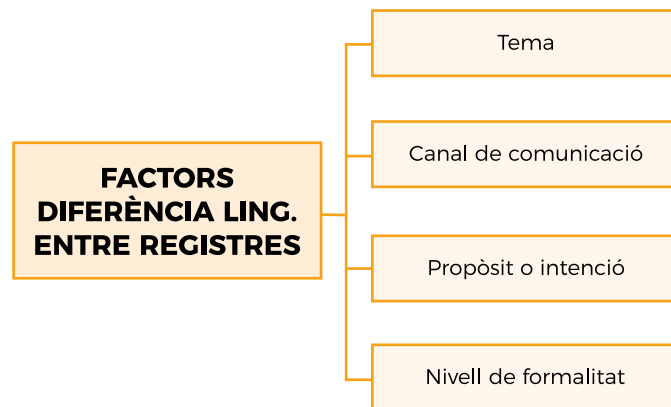 FACTORS
DIFERÈNCIA LING.
ENTRE REGISTRES
Tema
Canal de comunicació
Propòsit o intenció
Nivell de formalitat